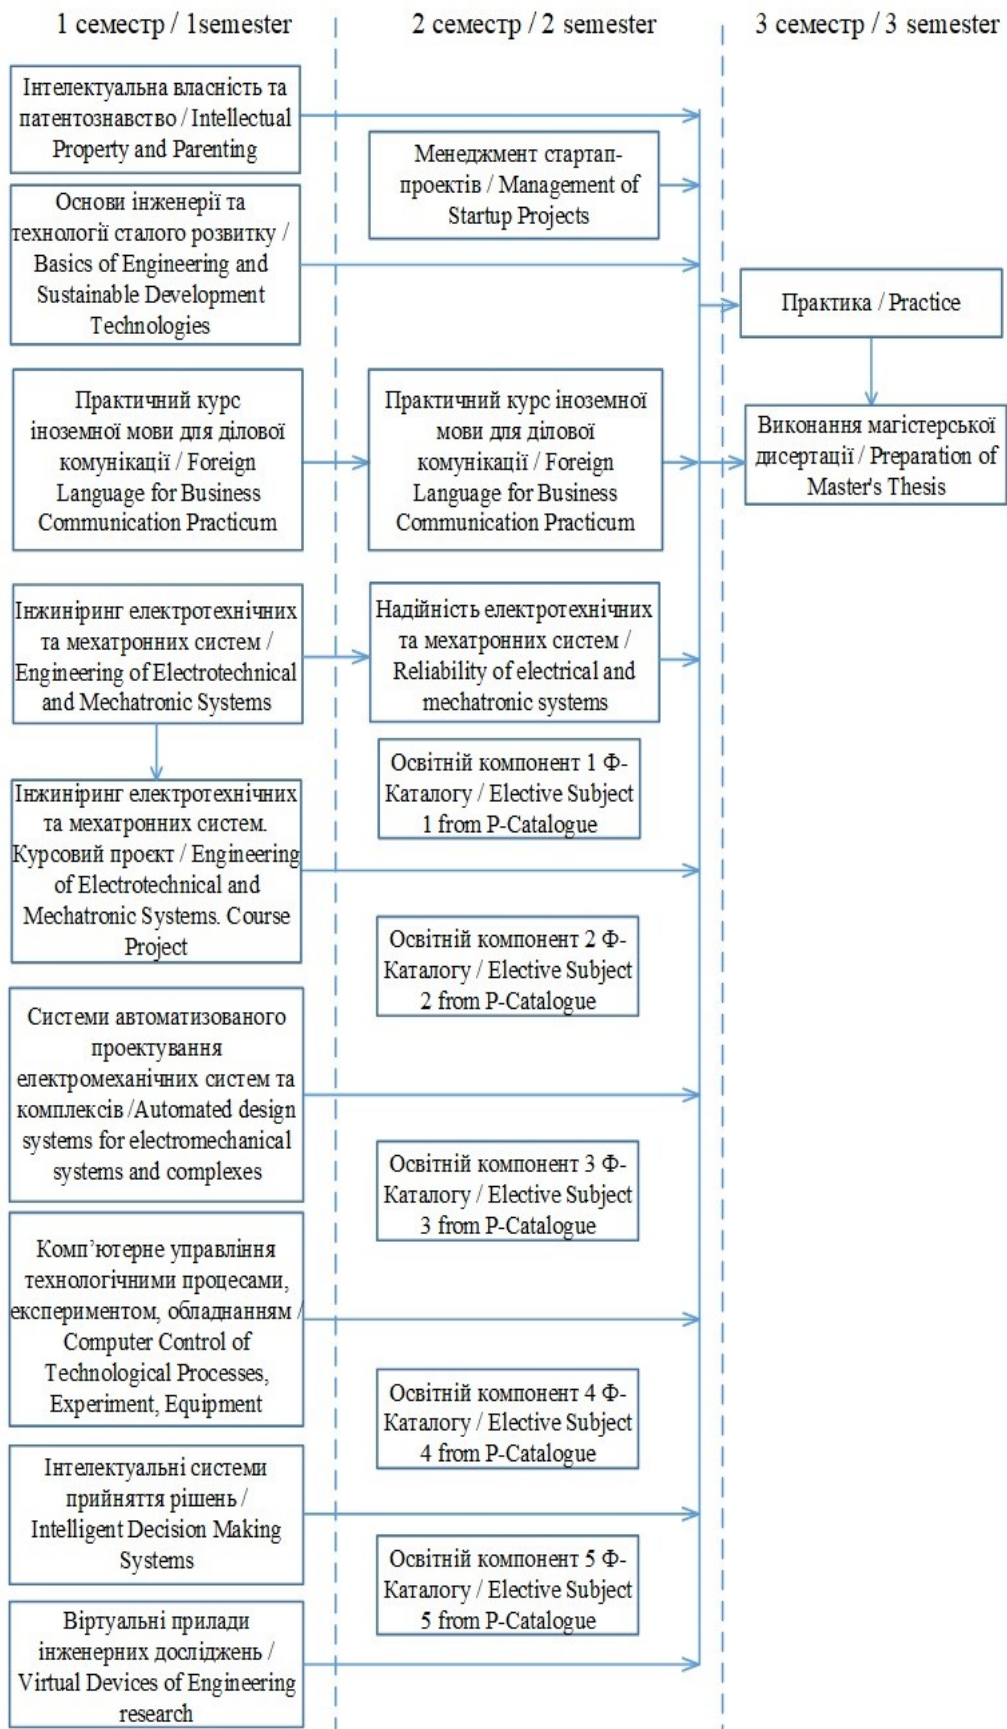 1 семестр / 1semester
2 семестр / 2 semester
3 семестр / 3 semester
Інтелектуальна власність та
патентознавство / Intellectual
Property and Parenting
Основи інженерії та
технології сталого розвитку /
Basics of Engineering and
Sustainable Development
Technologies
Практичний курс
іноземної мови для ділової
комунікації / Foreign
Language for Business
Communication Practicum
Інжиніринг електротехнічних
та мехатронних систем /
Engineering of Electrotechnical
and Mechatronic Systems
Інжиніринг електротехнічних
та мехатронних систем.
Курсовий проєкт / Engineering
of Electrotechnical and
Mechatronic Systems. Course
Project
Системи автоматизованого
проектування
електромеханічних систем та
комплексів /Automated design
systems for electromechanical
systems and complexes
Комп’ютерне управління
технологічними процесами,
експериментом, обладнанням /
Computer Control of
Technological Processes,
Experiment, Equipment
Інтелектуальні системи
прийняття рішень /
Intelligent Decision Making
Systems
Віртуальні прилади
інженерних досліджень /
Virtual Devices of Engineering
research
Менеджмент стартап-
проектів / Management of
Startup Projects
Практичний курс іноземної
мови для ділової
комунікації / Foreign
Language for Business
Communication Practicum
Надійність електротехнічних
та мехатронних систем /
Reliability of electrical and
mechatronic systems
Освітній компонент 1 Ф-
Каталогу / Elective Subject
1 from P-Catalogue
Освітній компонент 2 Ф-
Каталогу / Elective Subject
2 from P-Catalogue
Освітній компонент 3 Ф-
Каталогу / Elective Subject
3 from P-Catalogue
Освітній компонент 4 Ф-
Каталогу / Elective Subject
4 from P-Catalogue
Освітній компонент 5 Ф-
Каталогу / Elective Subject
5 from P-Catalogue
Практика / Practice
Виконання магістерської
дисертації / Preparation of
Master's Thesis